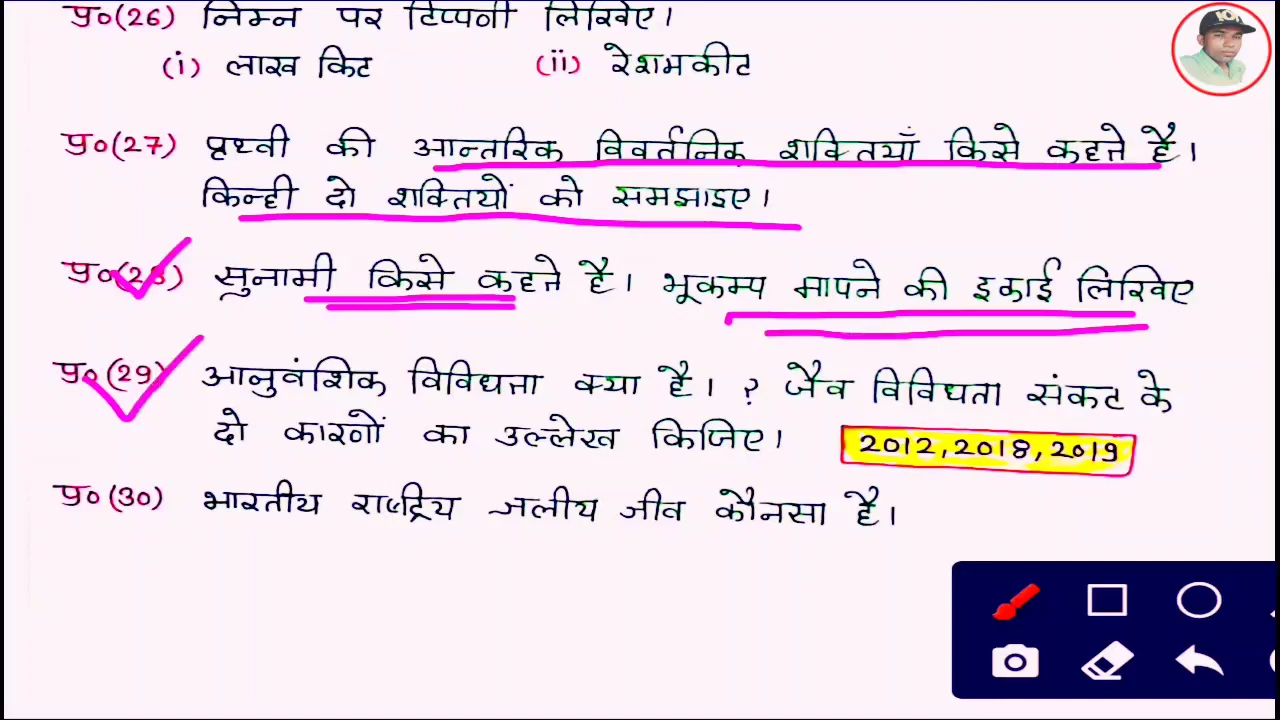 प्र०(26) निम्न पर टिप्पणी लिखिए।
(i) लाख किट (ii) रेशमकीट
प्र०(27) पृथ्वी की आन्तरिक विवर्तनिक शक्तियाँ किसे कहते है।
किन्ही दो शक्तियों को समझाइए।
प्र०(28) सुनामी किसे कहते है। भूकम्प मापने की इकाई लिखिए
प्र०(29) आनुवंशिक विविधता क्या है। ? जैव विविधता संकट के
दो कारणों का उल्लेख किजिए। 2012,2018,2019
प्र०(30) भारतीय राष्ट्रिय जलीय जीव कौनसा है।